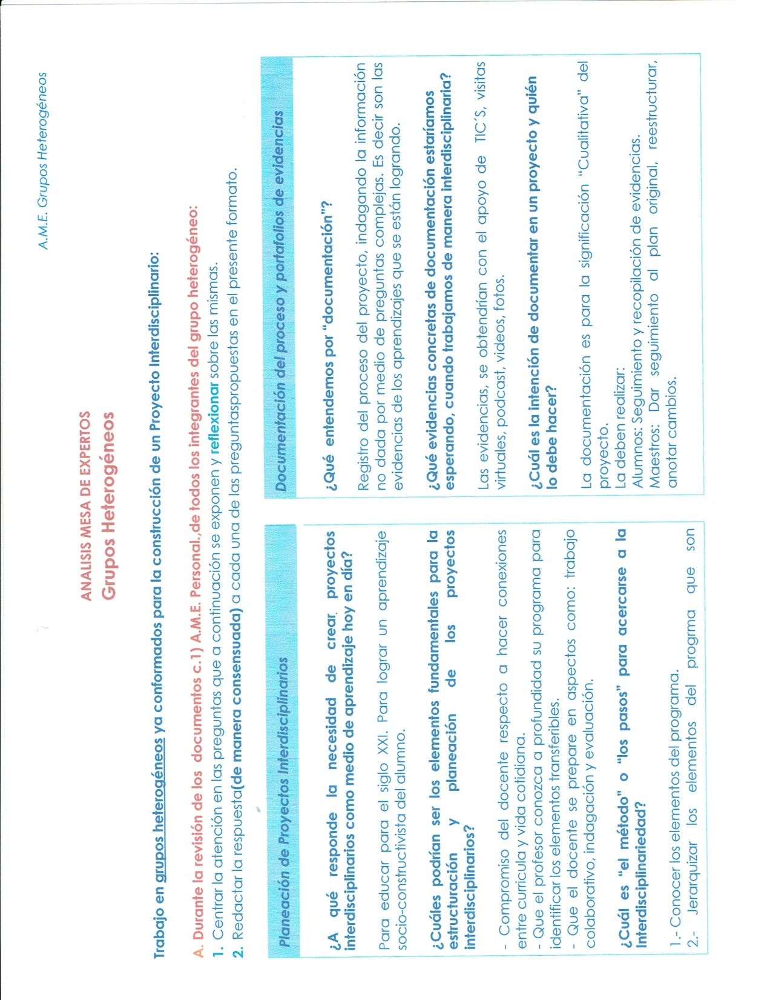 A.M.E. Grupos Heterogéneos
ANALISIS MESA DE EXPERTOS
Grupos Heterogéneos
Trabajo en grupos heterogéneos ya conformados para la construcción de un Proyecto Interdisciplinario:
A. Durante la revisión de los documentos c.1) A.M.E. Personal.,de todos los integrantes del grupo heterogéneo:
1. Centrar la atención en las preguntas que a continuación se exponen y reflexionar sobre las mismas.
2. Redactar la respuesta(de manera consensuada) a cada una de las preguntaspropuestas en el presente formato.
Planeación de Proyectos Interdisciplinarios
¿A qué responde la necesidad de crear proyectos
interdisciplinarios como medio de aprendizaje hoy en día?
Para educar para el siglo XXI. Para lograr un aprendizaje
socio-constructivista del alumno.
¿Cuáles podrían ser los elementos fundamentales para la
estructuración y planeación de los proyectos
interdisciplinarios?
- Compromiso del docente respecto a hacer conexiones
entre curricula y vida cotidiana.
- Que el profesor conozca a profundidad su programa para
identificar los elementos transferibles.
- Que el docente se prepare en aspectos como: trabajo
colaborativo, indagación y evaluación.
¿Cuál es “el método” o “los pasos” para acercarse a la
Interdisciplinariedad?
1.- Conocer los elementos del programa.
2.- Jerarquizar los elementos del progrma que son
Documentación del proceso y portafolios de evidencias
¿Qué entendemos por “documentación”?
Registro del proceso del proyecto, indagando la información
no dada por medio de preguntas complejas. Es decir son las
evidencias de los aprendizajes que se están logrando.
¿Qué evidencias concretas de documentación estaríamos
esperando, cuando trabajamos de manera interdisciplinaria?
Las evidencias, se obtendrían con el apoyo de TIC´S, visitas
virtuales, podcast, videos, fotos.
¿Cuál es la intención de documentar en un proyecto y quién
lo debe hacer?
La documentación es para la significación “Cualitativa” del
proyecto.
La deben realizar:
Alumnos: Seguimiento y recopilación de evidencias.
Maestros: Dar seguimiento al plan original, reestructurar,
anotar cambios.